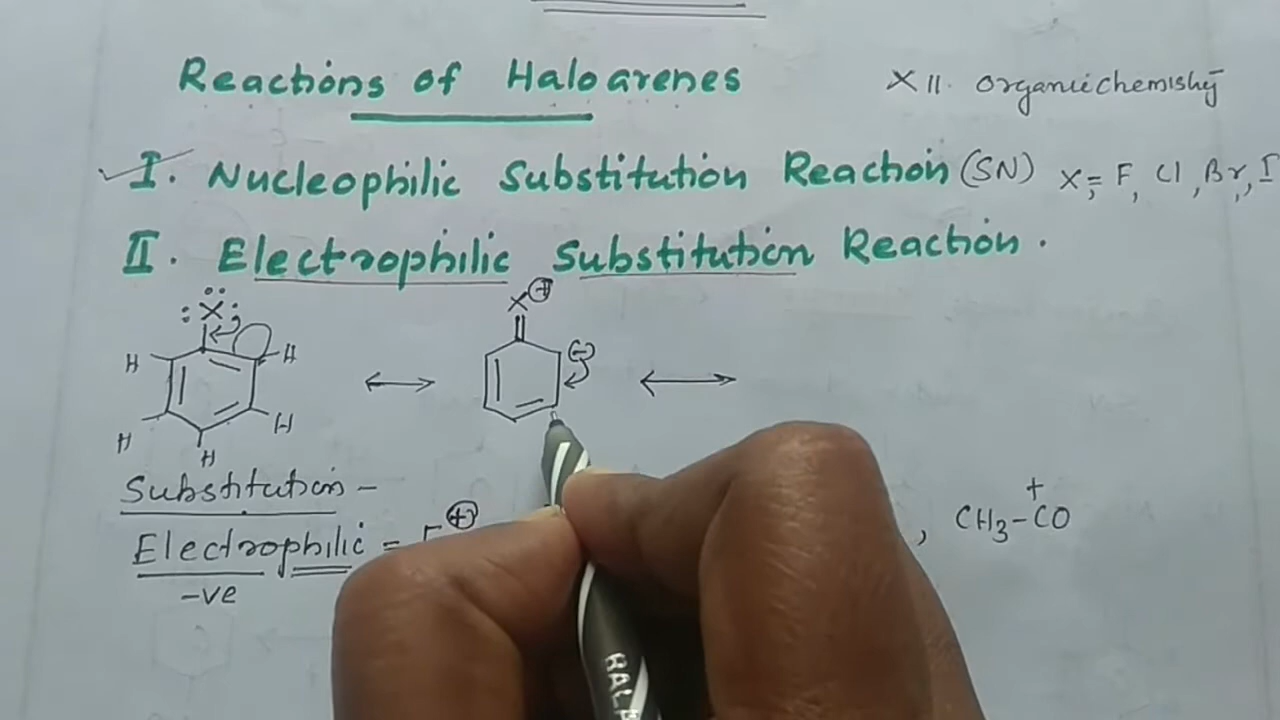 Reactions of Haloarenes
XII. Organic chemistry
I. Nucleophilic Substitution Reaction (SN) X = F, Cl, Br, I
II. Electrophilic Substitution Reaction.
X X ⊕
H H ⊖
H H
H
Substitution -
Electrophilic = E ⊕ , CH3-C⁺O
-ve